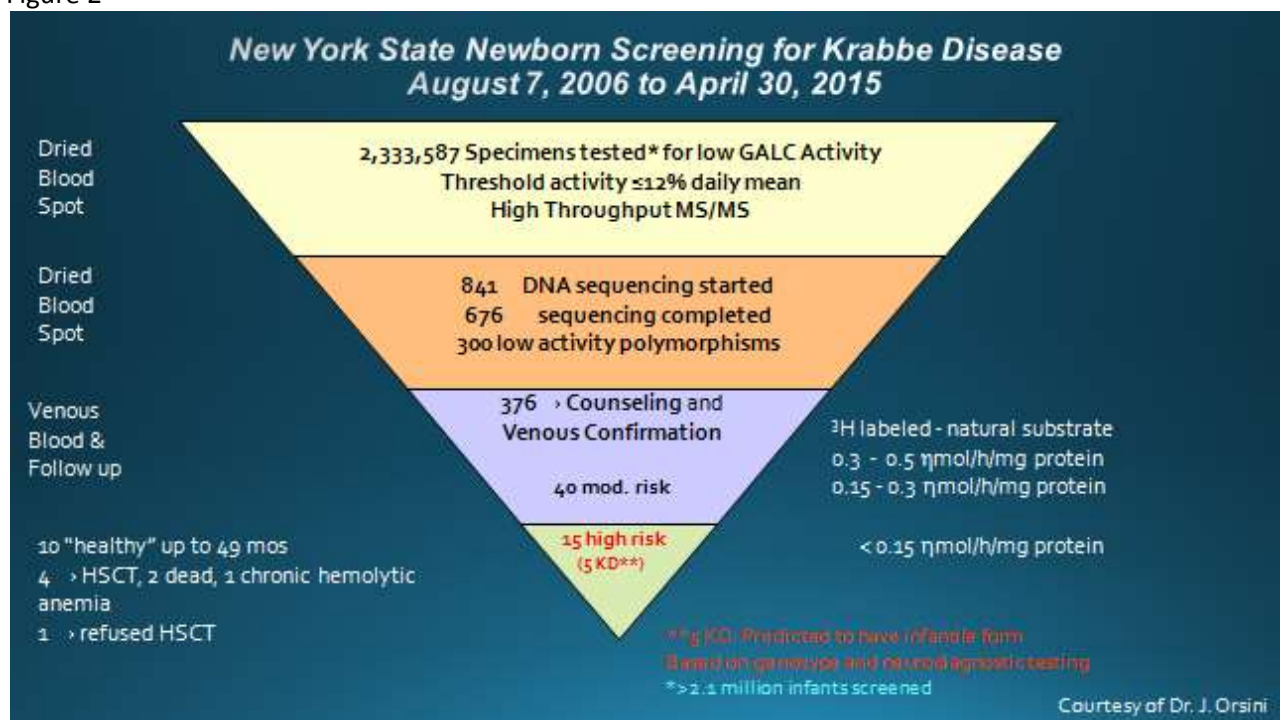 Figure 2
New York State Newborn Screening for Krabbe Disease
August 7, 2006 to April 30, 2015
Dried
Blood
Spot
2,333,587 Specimens tested* for low GALC Activity
Threshold activity ≤12% daily mean
High Throughput MS/MS
Dried
Blood
Spot
841 DNA sequencing started
676 sequencing completed
300 low activity polymorphisms
Venous
Blood &
Follow up
376 › Counseling and
Venous Confirmation
40 mod. risk
³H labeled - natural substrate
0.3 - 0.5 ηmol/h/mg protein
0.15 - 0.3 ηmol/h/mg protein
10 "healthy" up to 49 mos
4 › HSCT, 2 dead, 1 chronic hemolytic
anemia
1 › refused HSCT
15 high risk
(5 KD**)
< 0.15 ηmol/h/mg protein
**5 KD: Predicted to have infantile form
Based on genotype and neurodiagnostic testing
*>2.1 million infants screened
Courtesy of Dr. J. Orsini